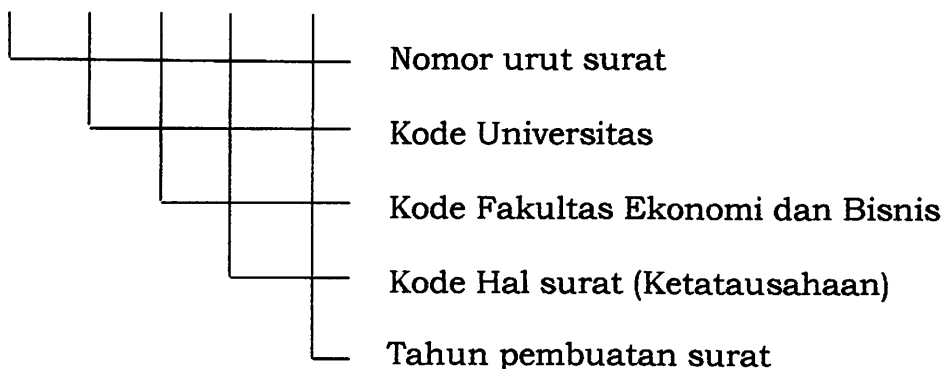 Nomor urut surat
Kode Universitas
Kode Fakultas Ekonomi dan Bisnis
Kode Hal surat (Ketatausahaan)
Tahun pembuatan surat